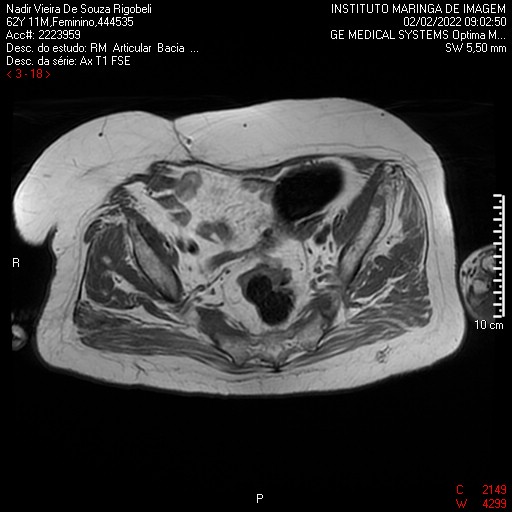 Nadir Vieira De Souza Rigobeli
62Y 11M,Feminino,444535
Acc#: 2223959
Desc. do estudo: RM Articular Bacia ...
Desc. da série: Ax T1 FSE
< 3 - 18 >
INSTITUTO MARINGA DE IMAGEM
02/02/2022 09:02:50
GE MEDICAL SYSTEMS Optima M...
SW 5,50 mm
R
10 cm
P
C 2149
W 4299